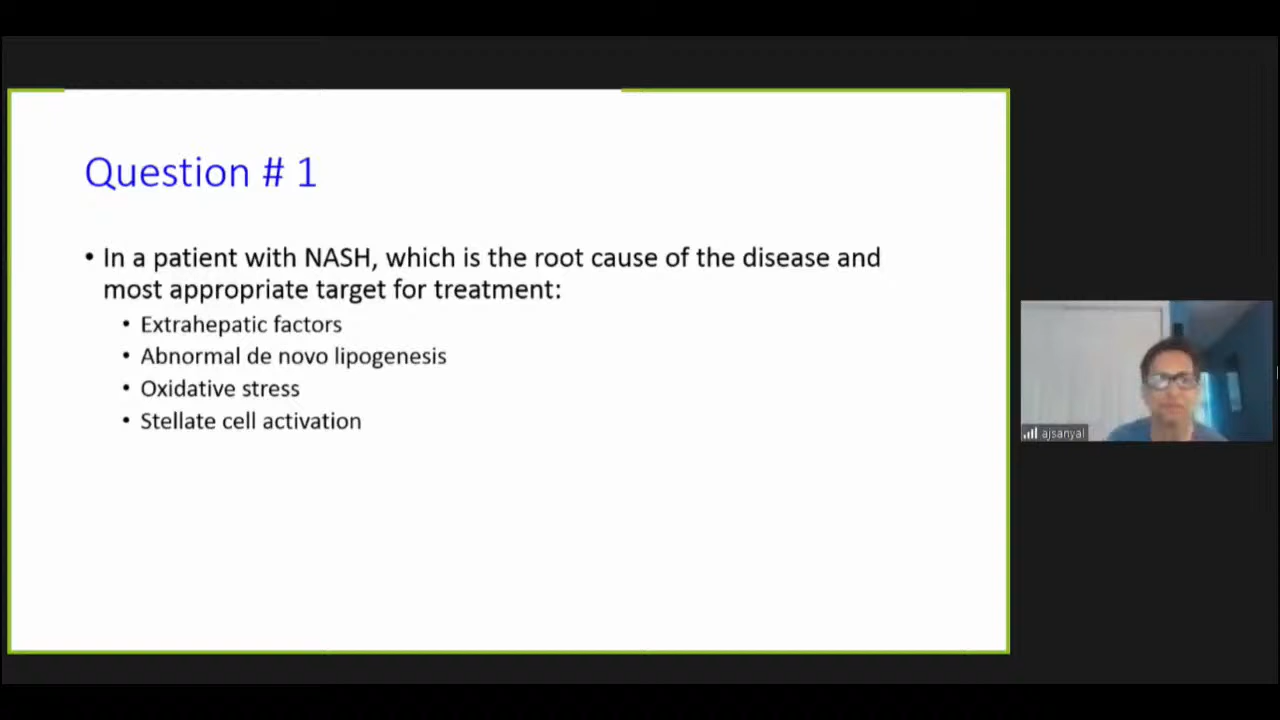 Question # 1
• In a patient with NASH, which is the root cause of the disease and
most appropriate target for treatment:
• Extrahepatic factors
• Abnormal de novo lipogenesis
• Oxidative stress
• Stellate cell activation
ajsanyal